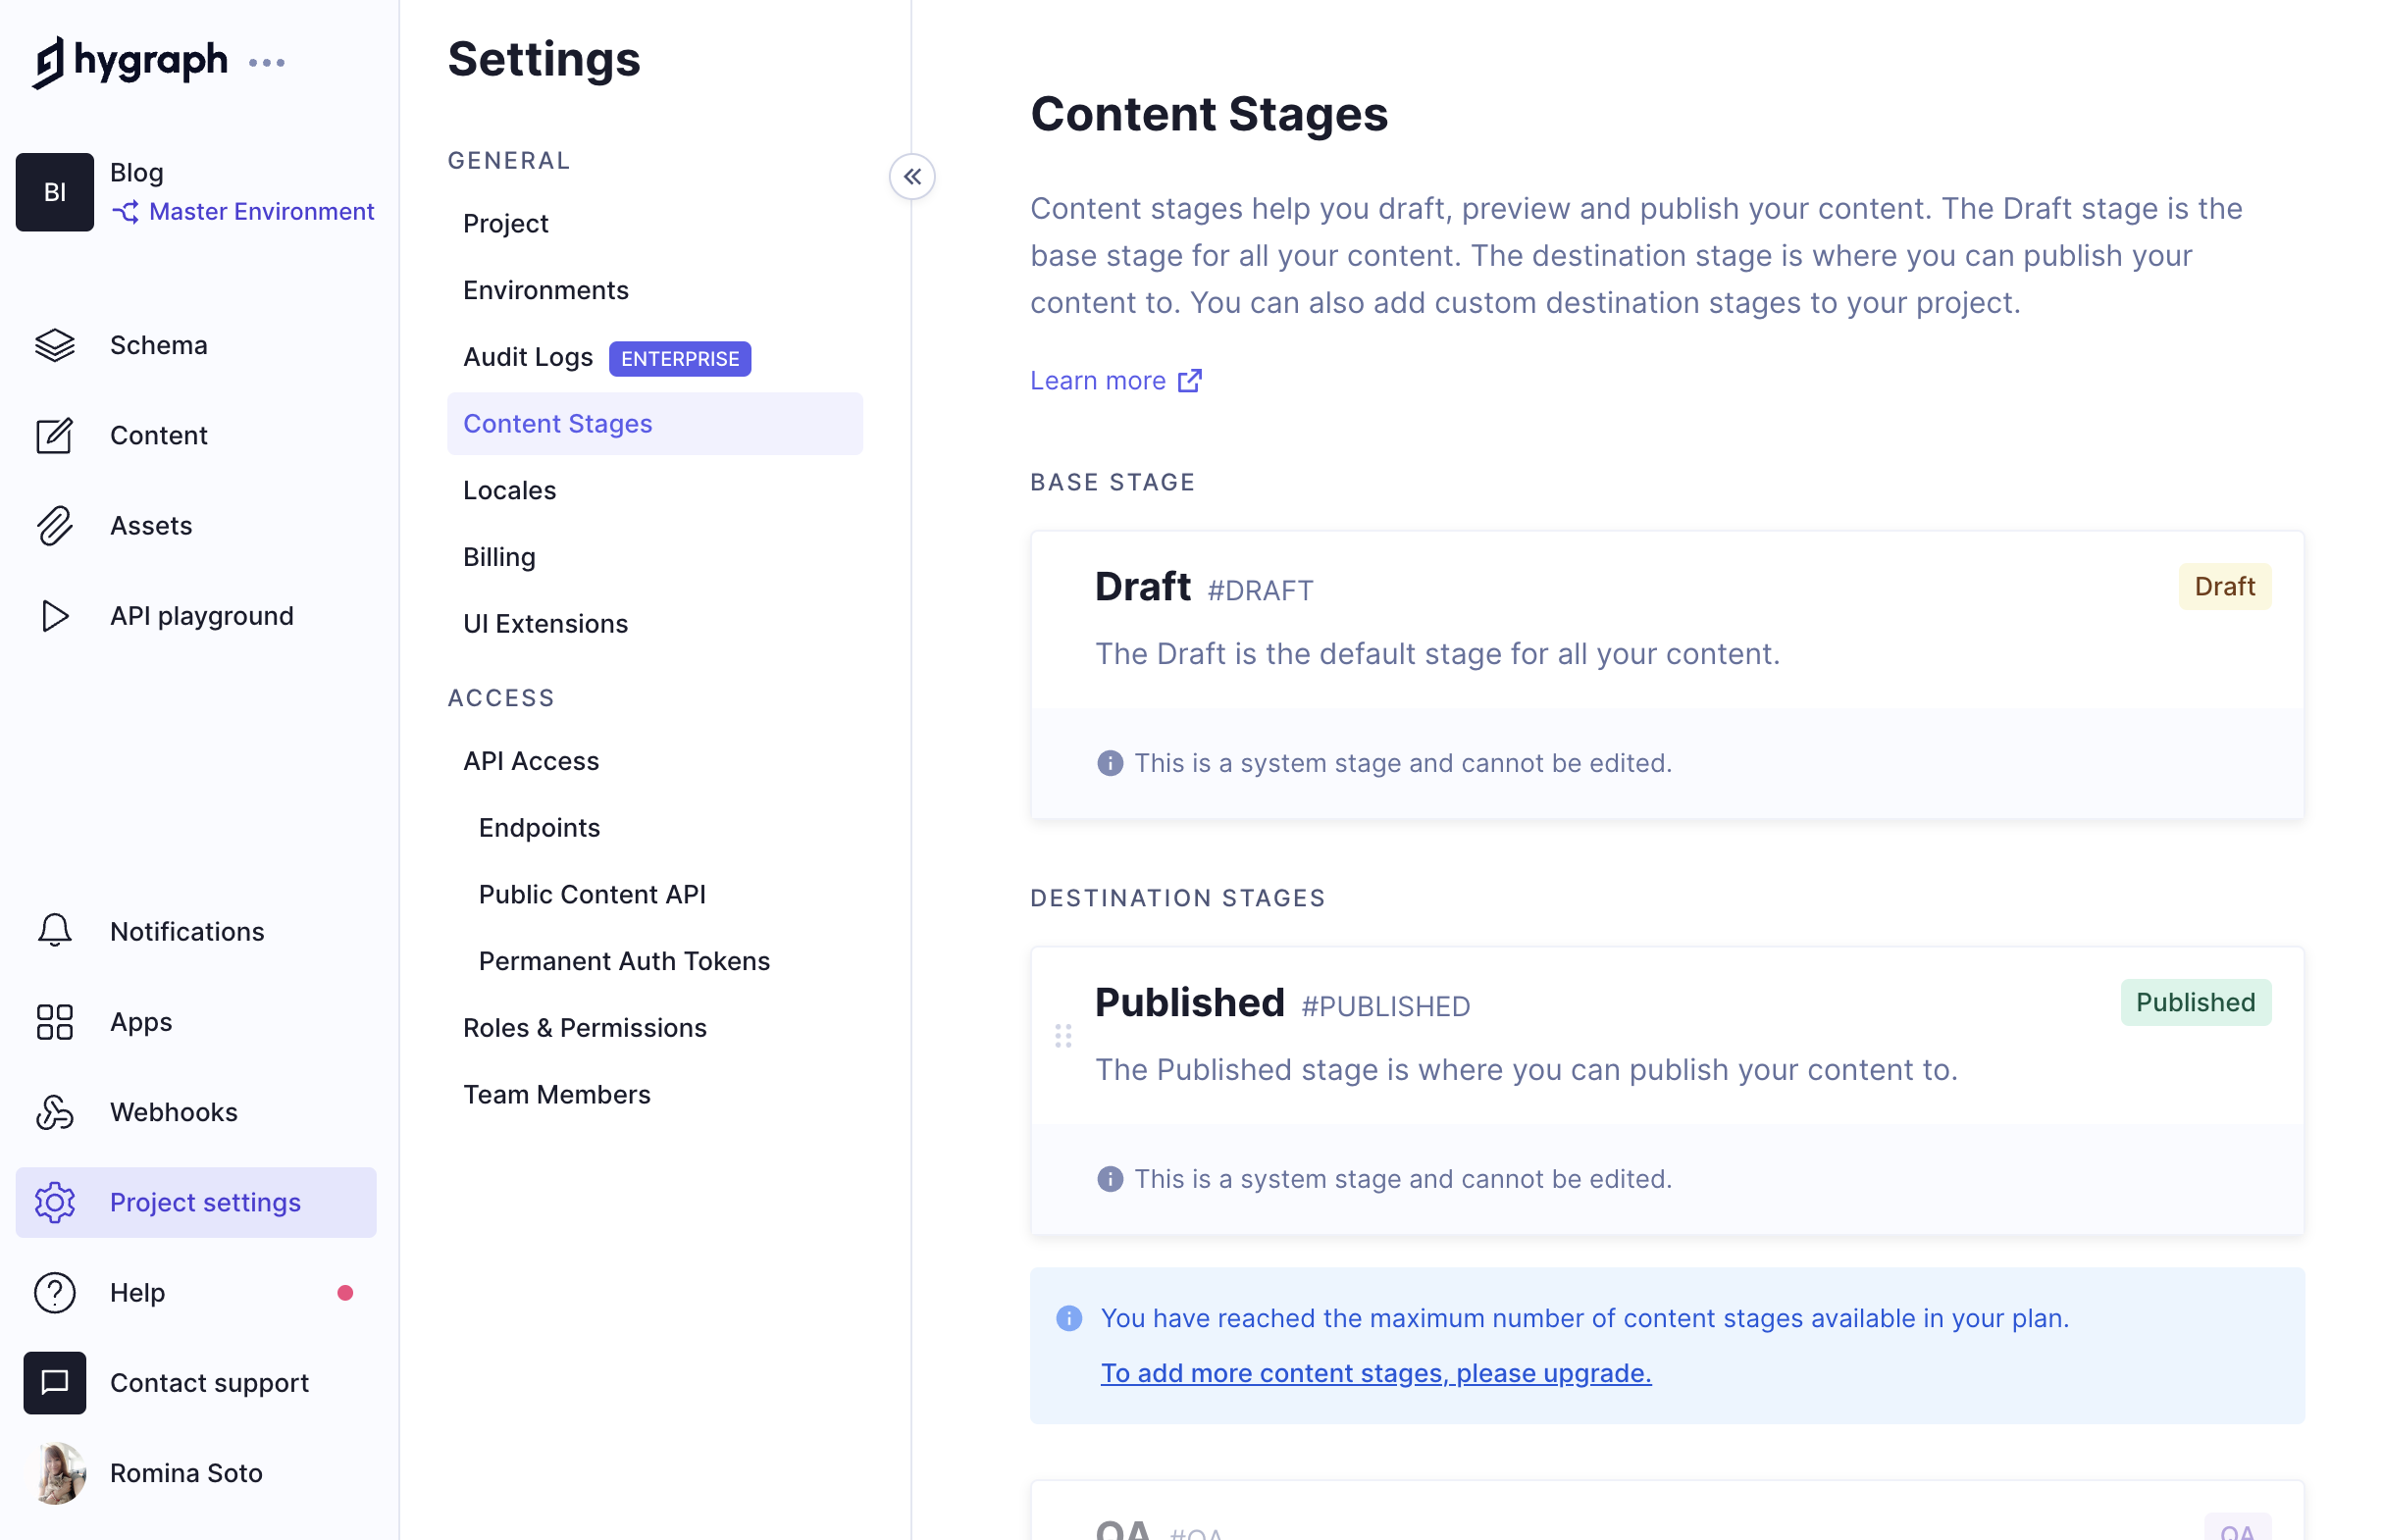 hygraph
BI
Blog
Master Environment
Schema
Content
Assets
API playground
Notifications
Apps
Webhooks
Project settings
Help
Contact support
Romina Soto
Settings
GENERAL
Project
Environments
Audit Logs ENTERPRISE
Content Stages
Locales
Billing
UI Extensions
ACCESS
API Access
Endpoints
Public Content API
Permanent Auth Tokens
Roles & Permissions
Team Members
Content Stages
Content stages help you draft, preview and publish your content. The Draft stage is the
base stage for all your content. The destination stage is where you can publish your
content to. You can also add custom destination stages to your project.
Learn more
BASE STAGE
Draft #DRAFT Draft
The Draft is the default stage for all your content.
This is a system stage and cannot be edited.
DESTINATION STAGES
Published #PUBLISHED Published
The Published stage is where you can publish your content to.
This is a system stage and cannot be edited.
You have reached the maximum number of content stages available in your plan.
To add more content stages, please upgrade.
QA #QA QA